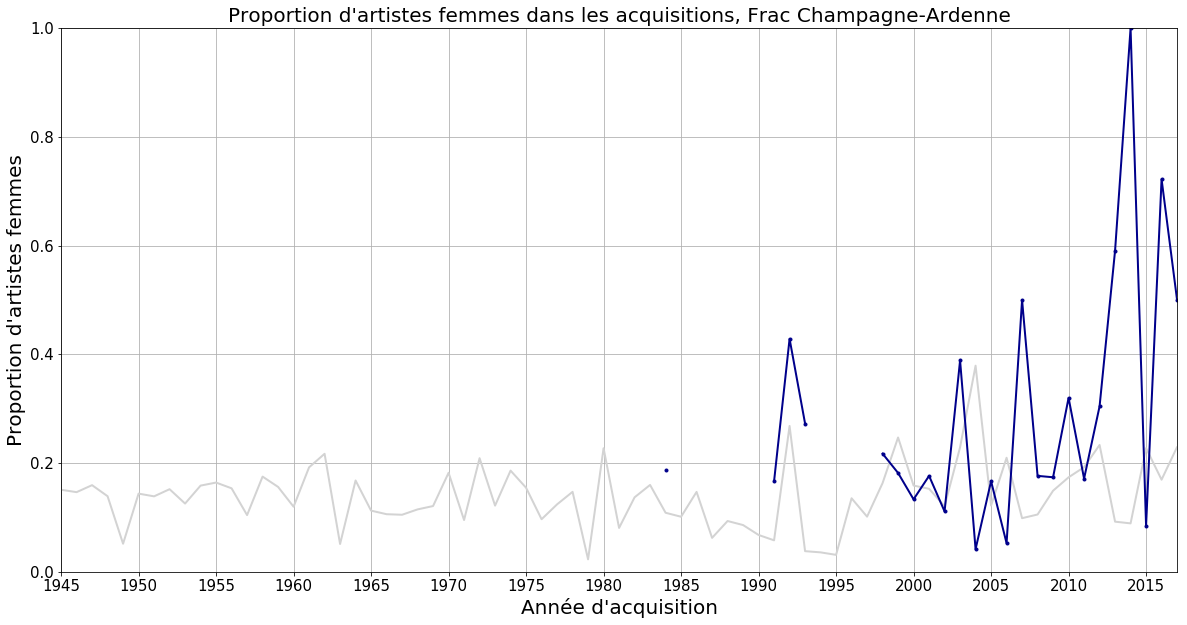 Proportion d'artistes femmes dans les acquisitions, Frac Champagne-Ardenne
Proportion d'artistes femmes
1.0
0.8
0.6
0.4
0.2
0.0
1945 1950 1955 1960 1965 1970 1975 1980 1985 1990 1995 2000 2005 2010 2015
Année d'acquisition